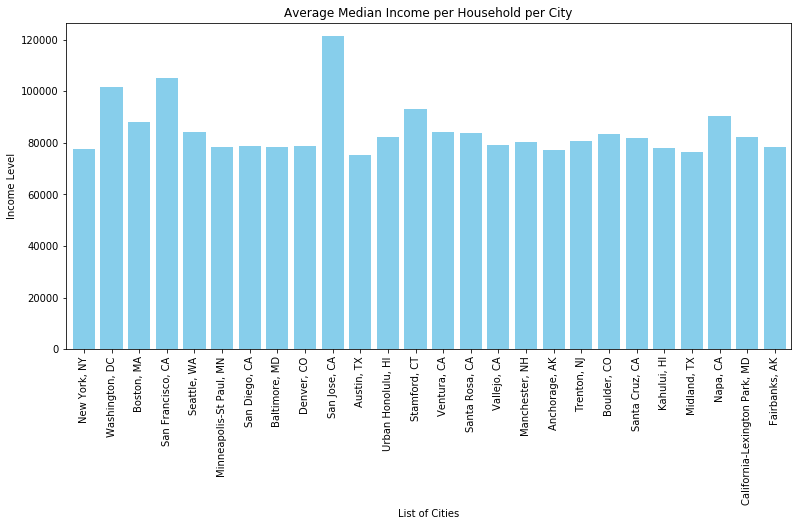 Average Median Income per Household per City
Income Level
120000
100000
80000
60000
40000
20000
0
New York, NY
Washington, DC
Boston, MA
San Francisco, CA
Seattle, WA
Minneapolis-St Paul, MN
San Diego, CA
Baltimore, MD
Denver, CO
San Jose, CA
Austin, TX
Urban Honolulu, HI
Stamford, CT
Ventura, CA
Santa Rosa, CA
Vallejo, CA
Manchester, NH
Anchorage, AK
Trenton, NJ
Boulder, CO
Santa Cruz, CA
Kahului, HI
Midland, TX
Napa, CA
California-Lexington Park, MD
Fairbanks, AK
List of Cities